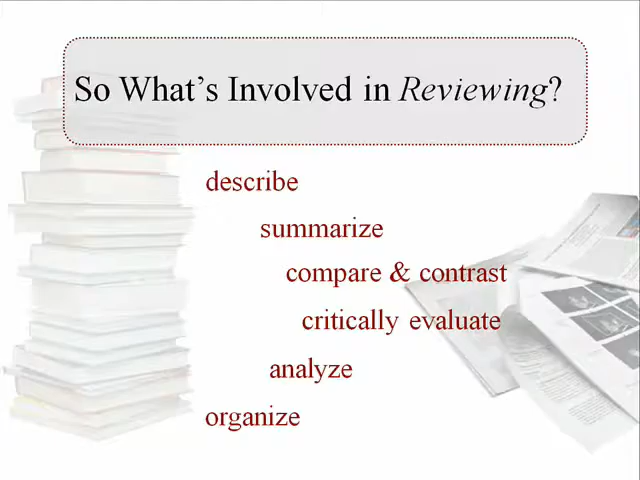 So What's Involved in Reviewing?
describe
summarize
compare & contrast
critically evaluate
analyze
organize